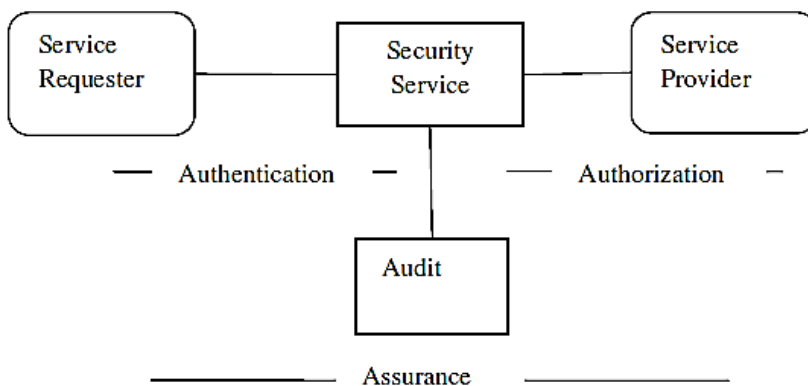 Service
Requester
Security
Service
Service
Provider
Authentication
Authorization
Audit
Assurance